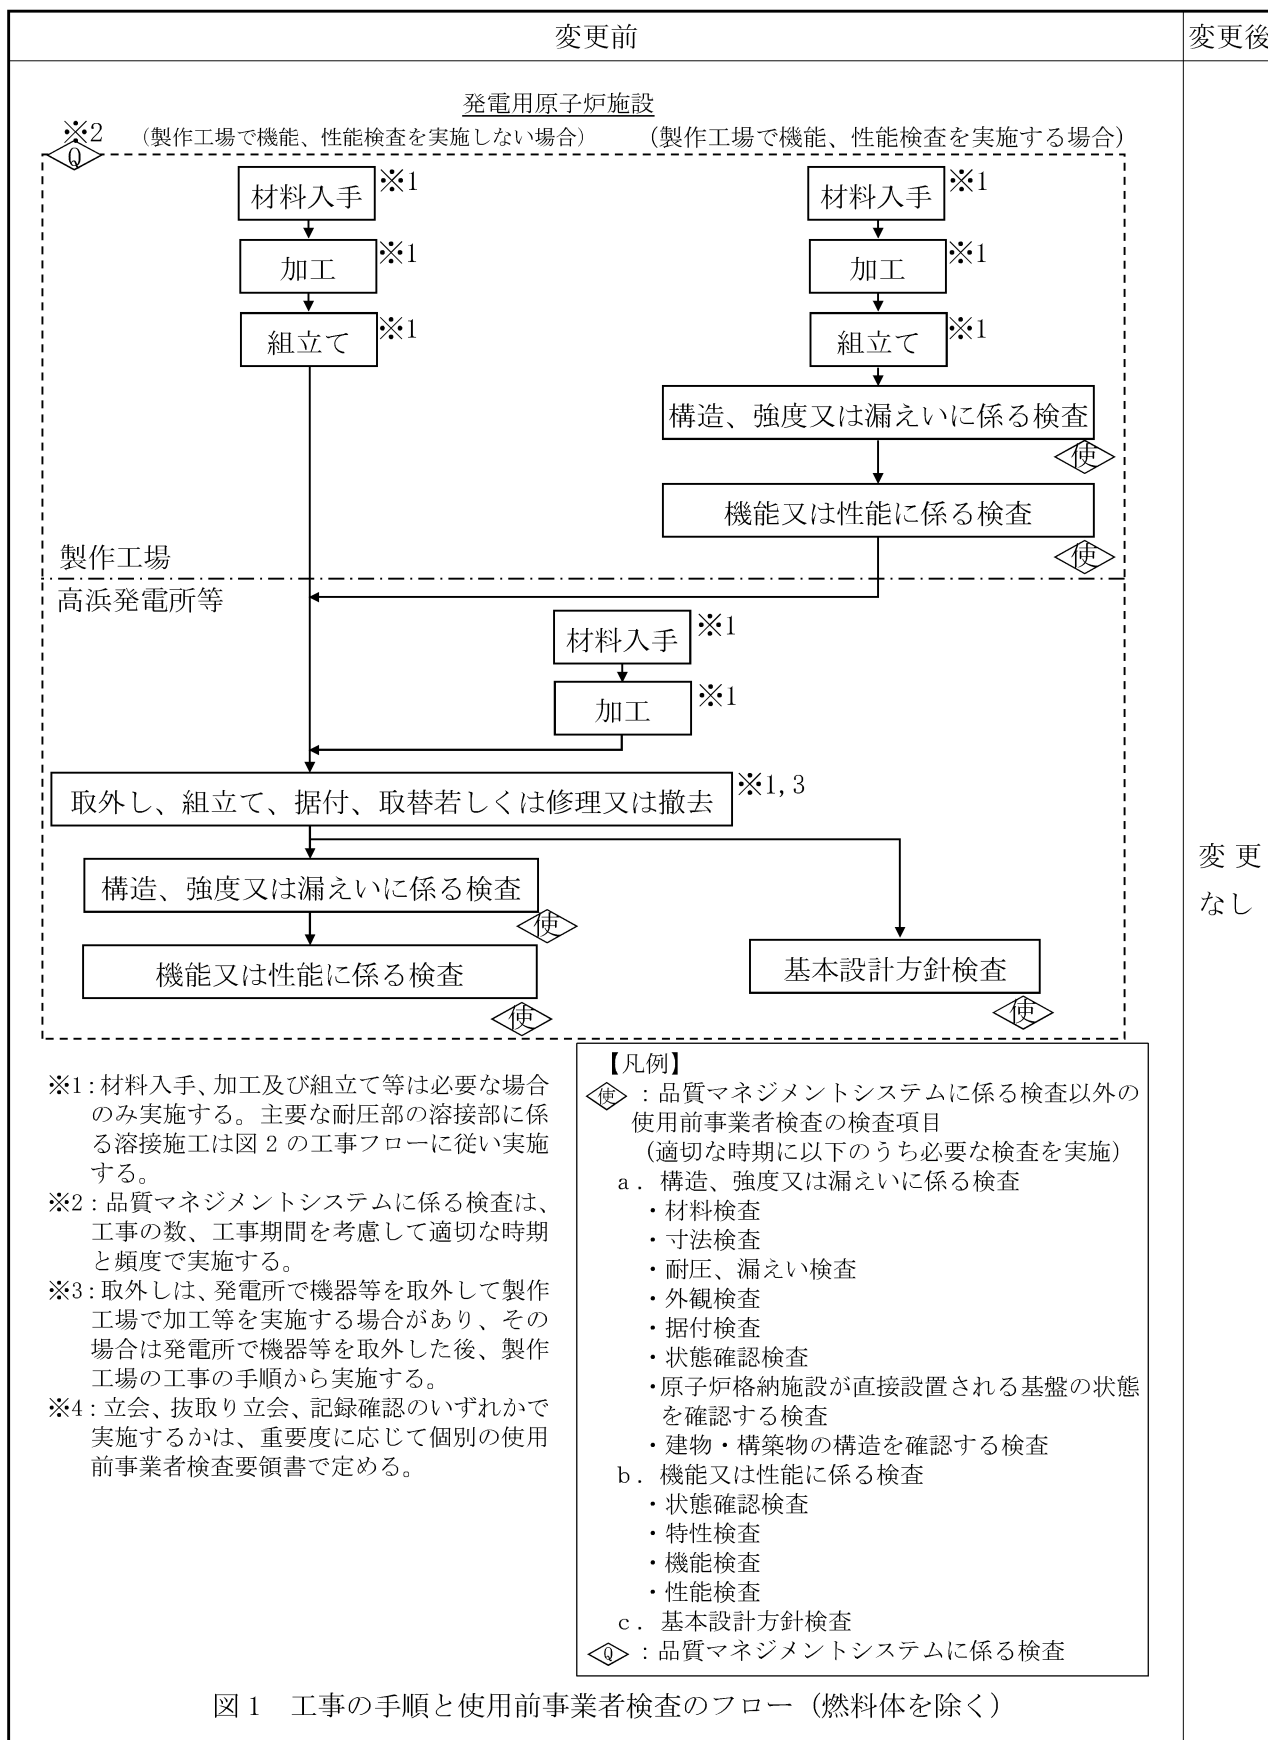 変更前
変更後
発電用原子炉施設
※2
（製作工場で機能、性能検査を実施しない場合）
（製作工場で機能、性能検査を実施する場合）
Q
材料入手
※1
加工
※1
組立て
※1
材料入手
※1
加工
※1
組立て
※1
構造、強度又は漏えいに係る検査
使
機能又は性能に係る検査
使
製作工場
高浜発電所等
材料入手
※1
加工
※1
取外し、組立て、据付、取替若しくは修理又は撤去
※1,3
構造、強度又は漏えいに係る検査
使
機能又は性能に係る検査
使
基本設計方針検査
使
変更
なし
※1：材料入手、加工及び組立て等は必要な場合
のみ実施する。主要な耐圧部の溶接部に係
る溶接施工は図2の工事フローに従い実施
する。
※2：品質マネジメントシステムに係る検査は、
工事の数、工事期間を考慮して適切な時期
と頻度で実施する。
※3：取外しは、発電所で機器等を取外して製作
工場で加工等を実施する場合があり、その
場合は発電所で機器等を取外した後、製作
工場の工事の手順から実施する。
※4：立会、抜取り立会、記録確認のいずれかで
実施するかは、重要度に応じて個別の使用
前事業者検査要領書で定める。
【凡例】
使：品質マネジメントシステムに係る検査以外の
使用前事業者検査の検査項目
（適切な時期に以下のうち必要な検査を実施）
a．構造、強度又は漏えいに係る検査
・材料検査
・寸法検査
・耐圧、漏えい検査
・外観検査
・据付検査
・状態確認検査
・原子炉格納施設が直接設置される基盤の状態
を確認する検査
・建物・構築物の構造を確認する検査
b．機能又は性能に係る検査
・状態確認検査
・特性検査
・機能検査
・性能検査
c．基本設計方針検査
Q：品質マネジメントシステムに係る検査
図1　工事の手順と使用前事業者検査のフロー（燃料体を除く）